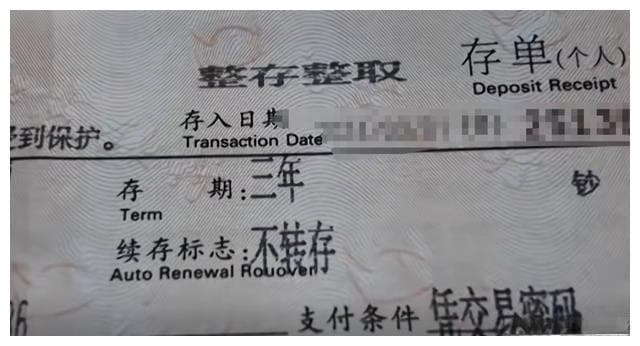 存单(个人)
整存整取
Deposit Receipt
存入日期
受到保护。
Transaction Date
存 期:三年
钞
Term
续存标志:不转存
Auto Renewal Rouover
支付条件 凭交易密码